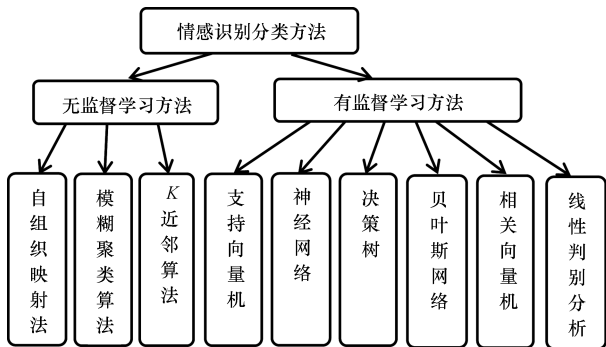 情感识别分类方法
无监督学习方法
有监督学习方法
自组织映射法
模糊聚类算法
K近邻算法
支持向量机
神经网络
决策树
贝叶斯网络
相关向量机
线性判别分析